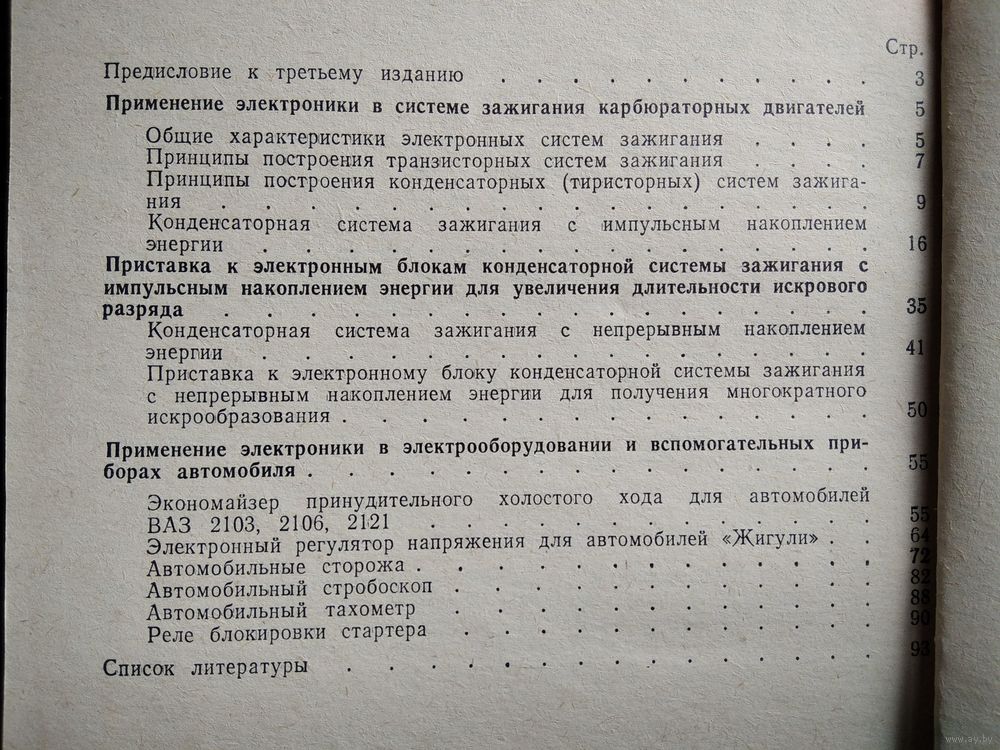 Стр.
Предисловие к третьему изданию . . . . . . . . . . . 3
Применение электроники в системе зажигания карбюраторных двигателей 5
Общие характеристики электронных систем зажигания . . . . 5
Принципы построения транзисторных систем зажигания . . . . 7
Принципы построения конденсаторных (тиристорных) систем зажига-
ния . . . . . . . . . . . . . . . . . 9
Конденсаторная система зажигания с импульсным накоплением
энергии . . . . . . . . . . . . . . . . 16
Приставка к электронным блокам конденсаторной системы зажигания с
импульсным накоплением энергии для увеличения длительности искрового
разряда . . . . . . . . . . . . . . . . . 35
Конденсаторная система зажигания с непрерывным накоплением
энергии . . . . . . . . . . . . . . . . 41
Приставка к электронному блоку конденсаторной системы зажигания
с непрерывным накоплением энергии для получения многократного
искрообразования . . . . . . . . . . . . . . 50
Применение электроники в электрооборудовании и вспомогательных при-
борах автомобиля . . . . . . . . . . . . . . 55
Экономайзер принудительного холостого хода для автомобилей
ВАЗ 2103, 2106, 2121 . . . . . . . . . . . . 55
Электронный регулятор напряжения для автомобилей «Жигули» . . 64
Автомобильные сторожа . . . . . . . . . . . . 72
Автомобильный стробоскоп . . . . . . . . . . . 82
Автомобильный тахометр . . . . . . . . . . . 88
Реле блокировки стартера . . . . . . . . . . . 90
Список литературы . . . . . . . . . . . . . . 93
www.ay.by